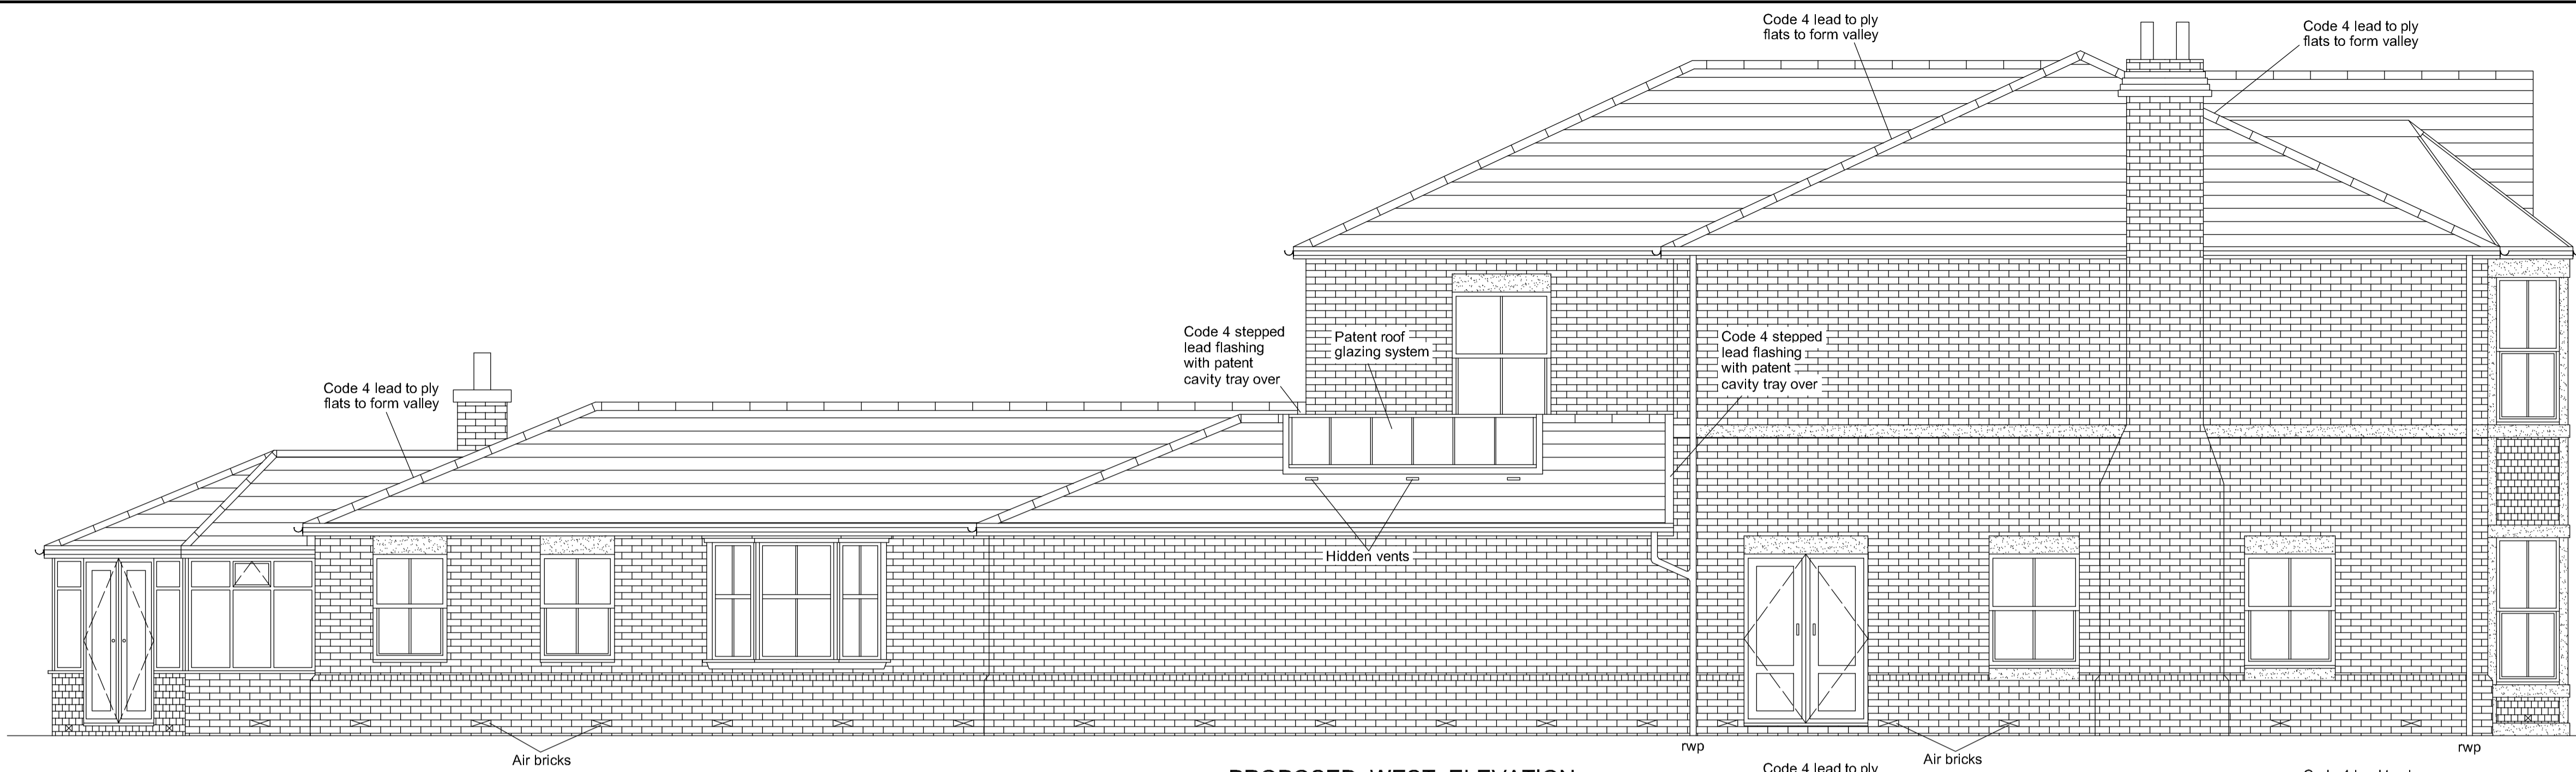 Code 4 lead to ply
flats to form valley
Code 4 lead to ply
flats to form valley
Code 4 stepped
lead flashing
with patent
cavity tray over
Patent roof
glazing system
Code 4 stepped
lead flashing
with patent
cavity tray over
Code 4 lead to ply
flats to form valley
Hidden vents
Air bricks
rwp
Air bricks
rwp
PROPOSED WEST ELEVATION
Code 4 lead to ply